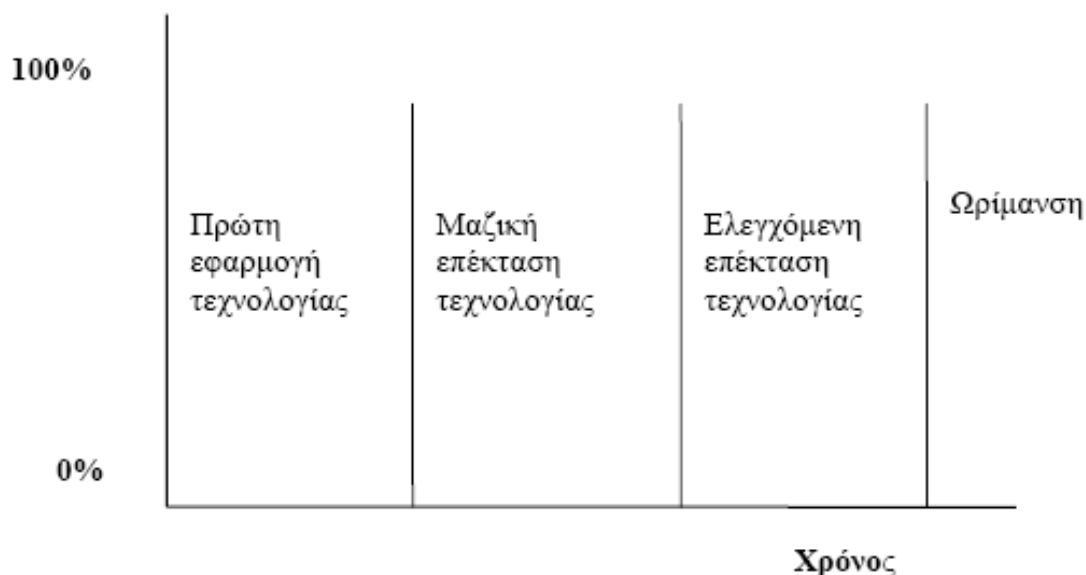 100%
Πρώτη
εφαρμογή
τεχνολογίας
Μαζική
επέκταση
τεχνολογίας
Ελεγχόμενη
επέκταση
τεχνολογίας
Ωρίμανση
0%
Χρόνος